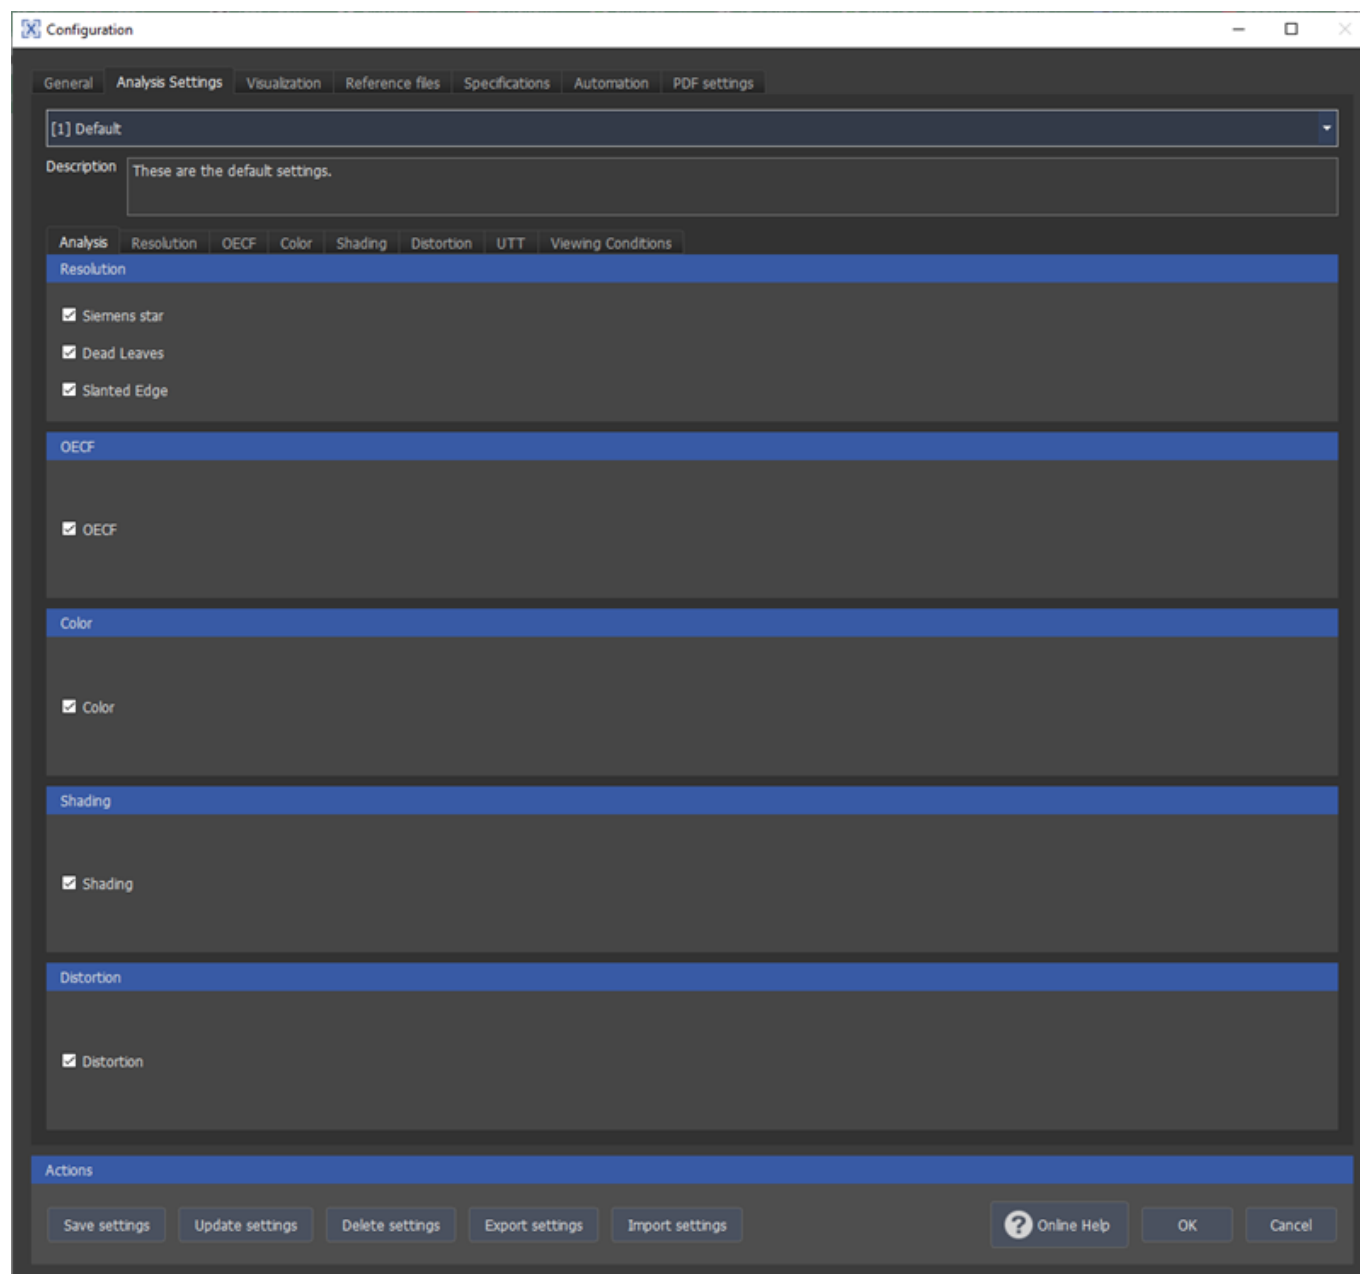 Configuration
General Analysis Settings Visualization Reference files Specifications Automation PDF settings
[1] Default
Description These are the default settings.
Analysis Resolution OECF Color Shading Distortion UTT Viewing Conditions
Resolution
Siemens star
Dead Leaves
Slanted Edge
OECF
OECF
Color
Color
Shading
Shading
Distortion
Distortion
Actions
Save settings Update settings Delete settings Export settings Import settings ? Online Help OK Cancel